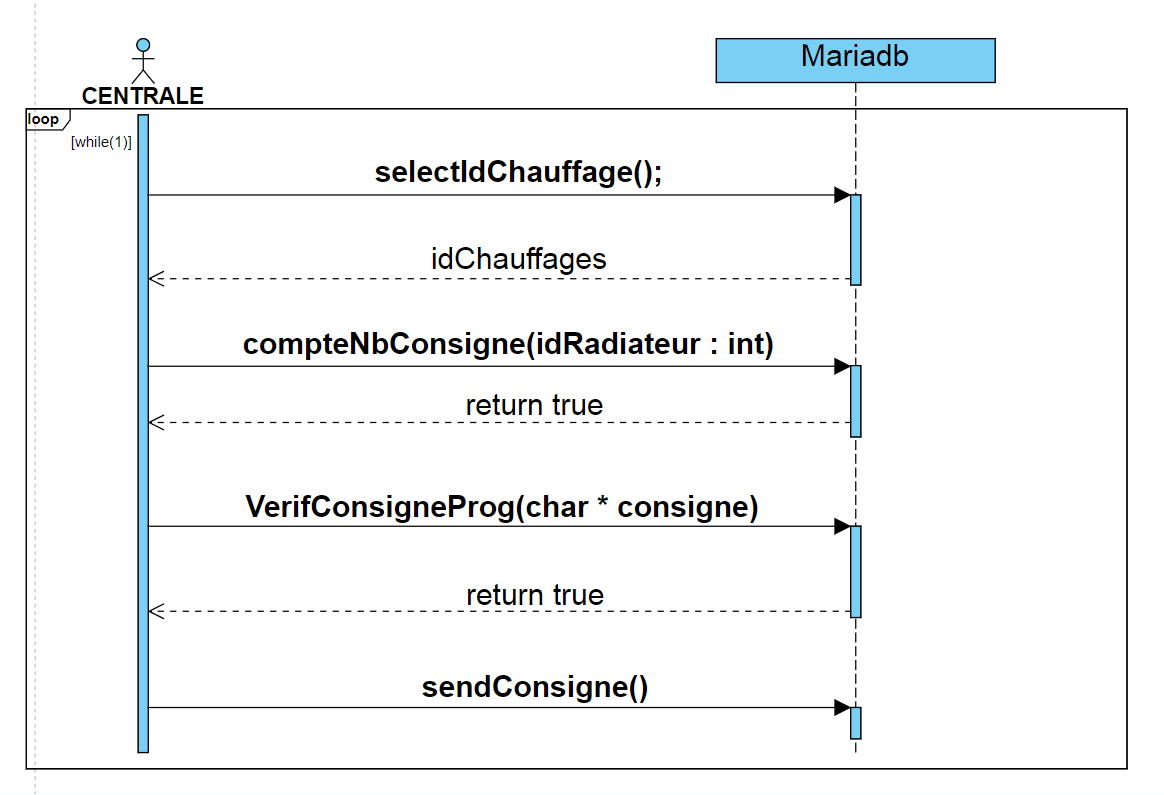 Mariadb
CENTRALE
loop
[while(1)]
selectIdChauffage();
idChauffages
compteNbConsigne(idRadiateur : int)
return true
VerifConsigneProg(char * consigne)
return true
sendConsigne()